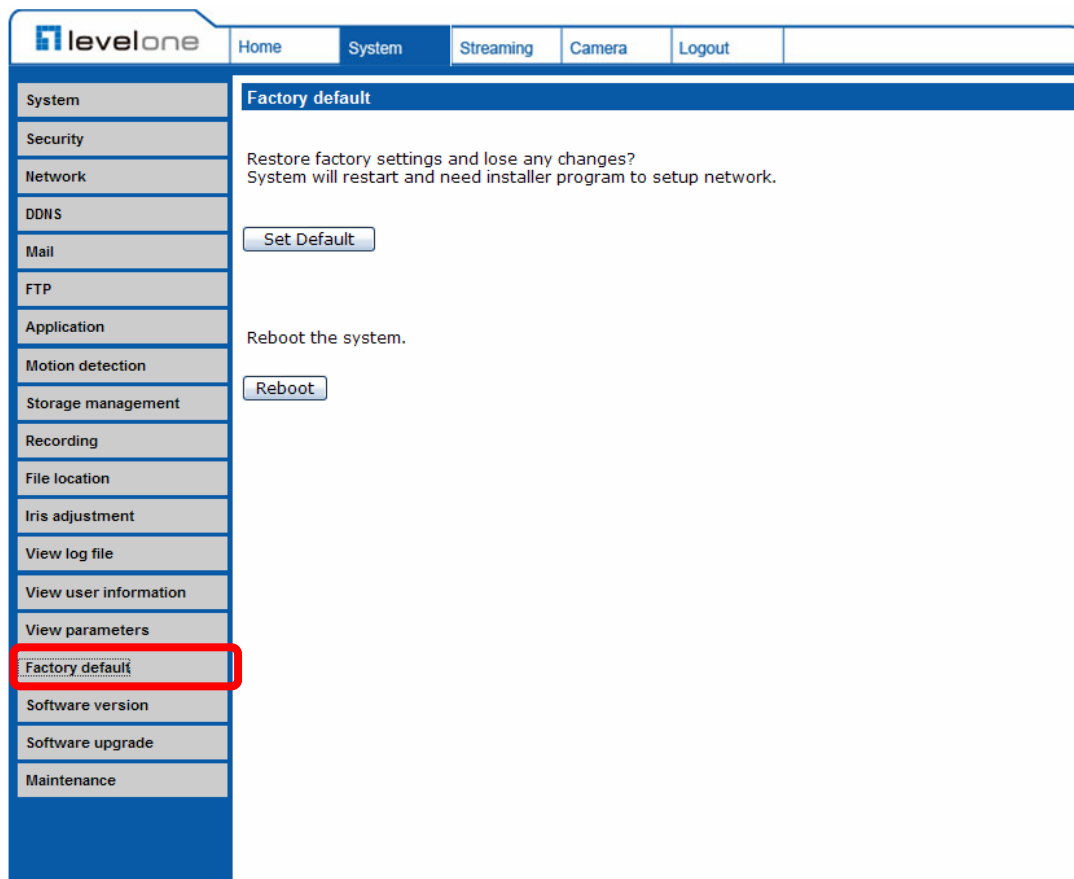 levelone
Home System Streaming Camera Logout
System
Security
Network
DDNS
Mail
FTP
Application
Motion detection
Storage management
Recording
File location
Iris adjustment
View log file
View user information
View parameters
Factory default
Software version
Software upgrade
Maintenance
Factory default
Restore factory settings and lose any changes?
System will restart and need installer program to setup network.
Set Default
Reboot the system.
Reboot